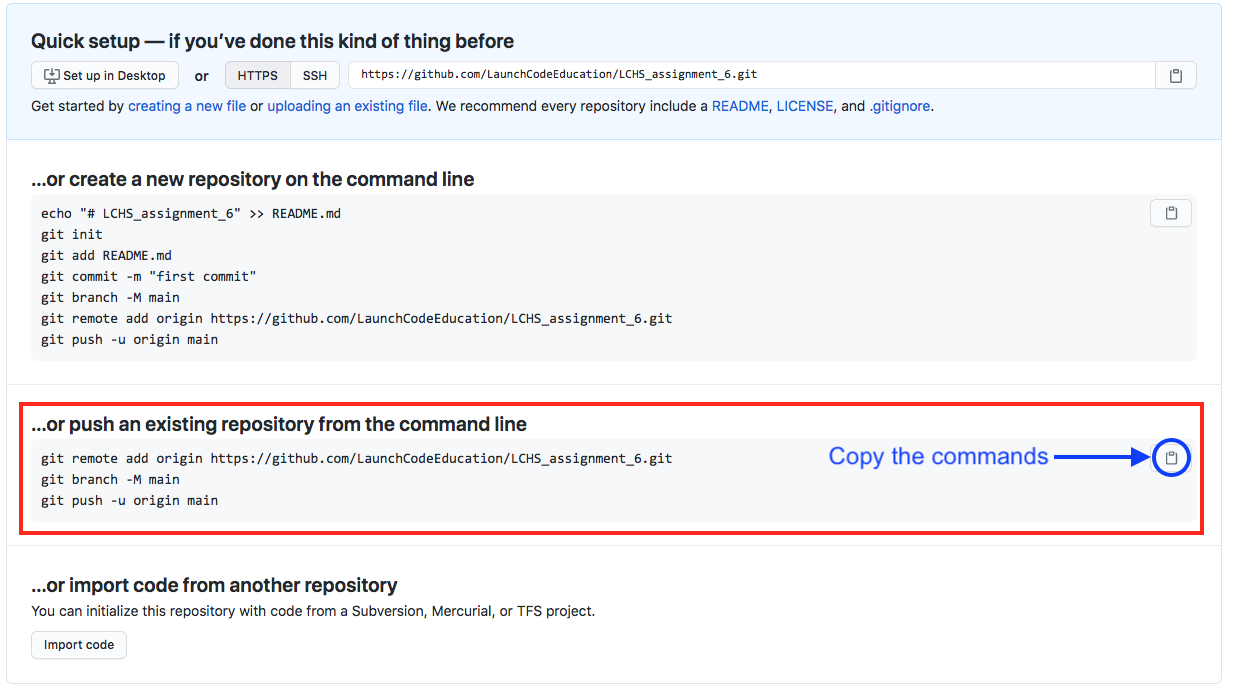 Quick setup — if you’ve done this kind of thing before
Set up in Desktop or HTTPS SSH https://github.com/LaunchCodeEducation/LCHS_assignment_6.git
Get started by creating a new file or uploading an existing file. We recommend every repository include a README, LICENSE, and .gitignore.
…or create a new repository on the command line
echo "# LCHS_assignment_6" >> README.md
git init
git add README.md
git commit -m "first commit"
git branch -M main
git remote add origin https://github.com/LaunchCodeEducation/LCHS_assignment_6.git
git push -u origin main
…or push an existing repository from the command line
git remote add origin https://github.com/LaunchCodeEducation/LCHS_assignment_6.git
Copy the commands
git branch -M main
git push -u origin main
…or import code from another repository
You can initialize this repository with code from a Subversion, Mercurial, or TFS project.
Import code